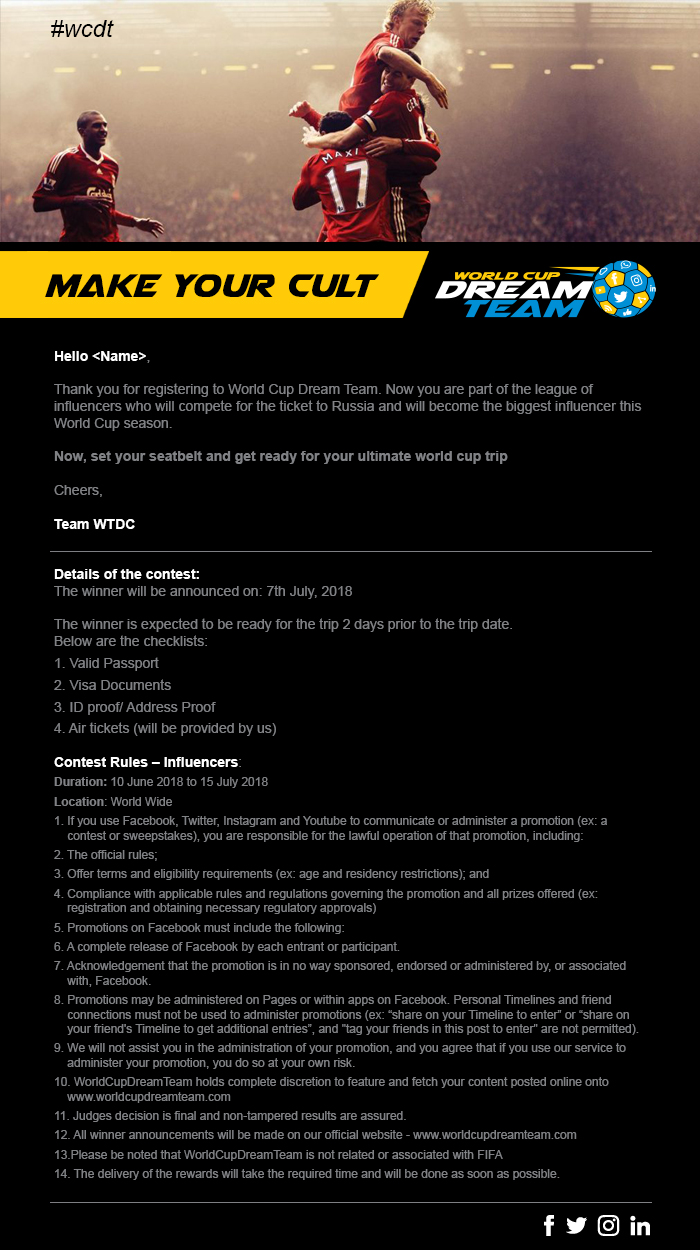 #wcdt
MAXI
17
Carlsberg
MAKE YOUR CULT
WORLD CUP
DREAM
TEAM
Hello <Name>,
Thank you for registering to World Cup Dream Team. Now you are part of the league of
influencers who will compete for the ticket to Russia and will become the biggest influencer this
World Cup season.
Now, set your seatbelt and get ready for your ultimate world cup trip
Cheers,
Team WTDC
Details of the contest:
The winner will be announced on: 7th July, 2018
The winner is expected to be ready for the trip 2 days prior to the trip date.
Below are the checklists:
1. Valid Passport
2. Visa Documents
3. ID proof/ Address Proof
4. Air tickets (will be provided by us)
Contest Rules – Influencers:
Duration: 10 June 2018 to 15 July 2018
Location: World Wide
1. If you use Facebook, Twitter, Instagram and Youtube to communicate or administer a promotion (ex: a
contest or sweepstakes), you are responsible for the lawful operation of that promotion, including:
2. The official rules;
3. Offer terms and eligibility requirements (ex: age and residency restrictions); and
4. Compliance with applicable rules and regulations governing the promotion and all prizes offered (ex:
registration and obtaining necessary regulatory approvals)
5. Promotions on Facebook must include the following:
6. A complete release of Facebook by each entrant or participant.
7. Acknowledgement that the promotion is in no way sponsored, endorsed or administered by, or associated
with, Facebook.
8. Promotions may be administered on Pages or within apps on Facebook. Personal Timelines and friend
connections must not be used to administer promotions (ex: “share on your Timeline to enter” or “share on
your friend's Timeline to get additional entries”, and "tag your friends in this post to enter" are not permitted).
9. We will not assist you in the administration of your promotion, and you agree that if you use our service to
administer your promotion, you do so at your own risk.
10. WorldCupDreamTeam holds complete discretion to feature and fetch your content posted online onto
www.worldcupdreamteam.com
11. Judges decision is final and non-tampered results are assured.
12. All winner announcements will be made on our official website - www.worldcupdreamteam.com
13.Please be noted that WorldCupDreamTeam is not related or associated with FIFA
14. The delivery of the rewards will take the required time and will be done as soon as possible.